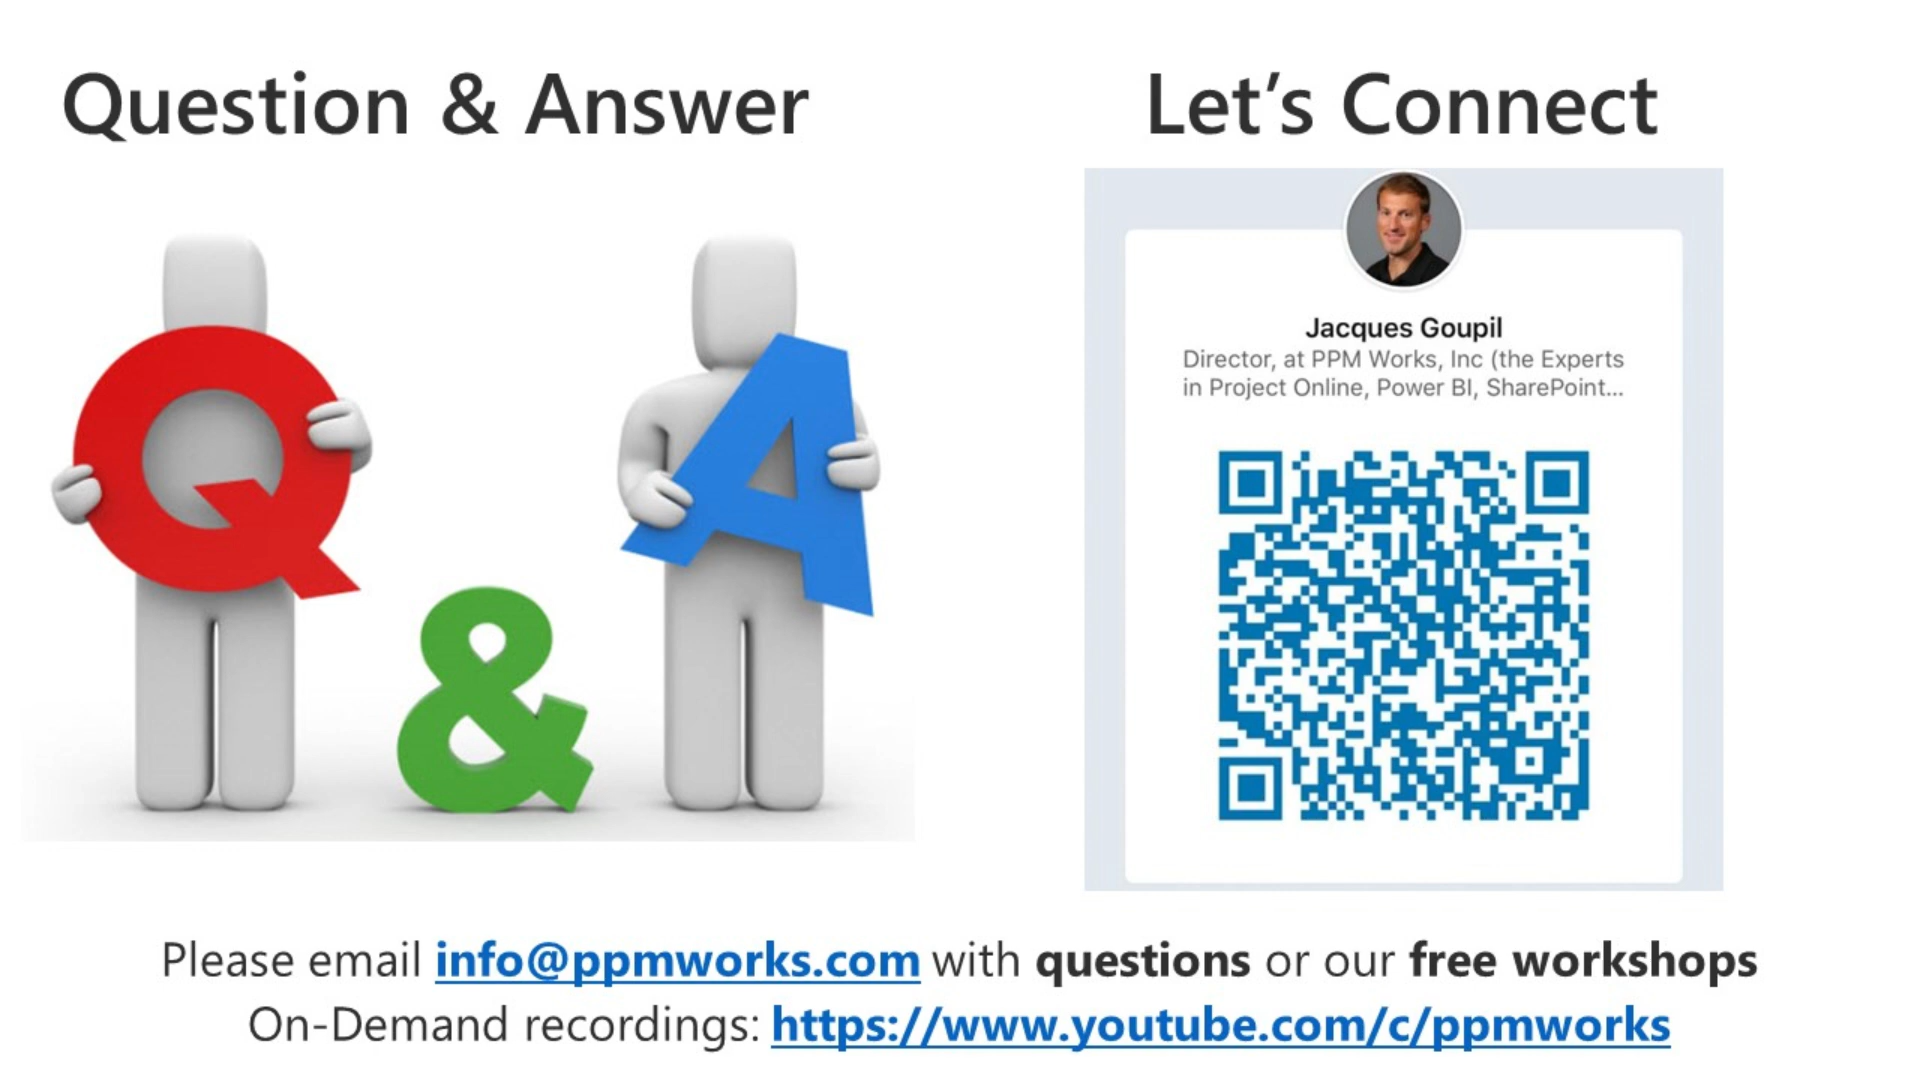 Question & Answer
Let’s Connect
Q
&
A
Jacques Goupil
Director, at PPM Works, Inc (the Experts
in Project Online, Power BI, SharePoint...
Please email info@ppmworks.com with questions or our free workshops
On-Demand recordings: https://www.youtube.com/c/ppmworks